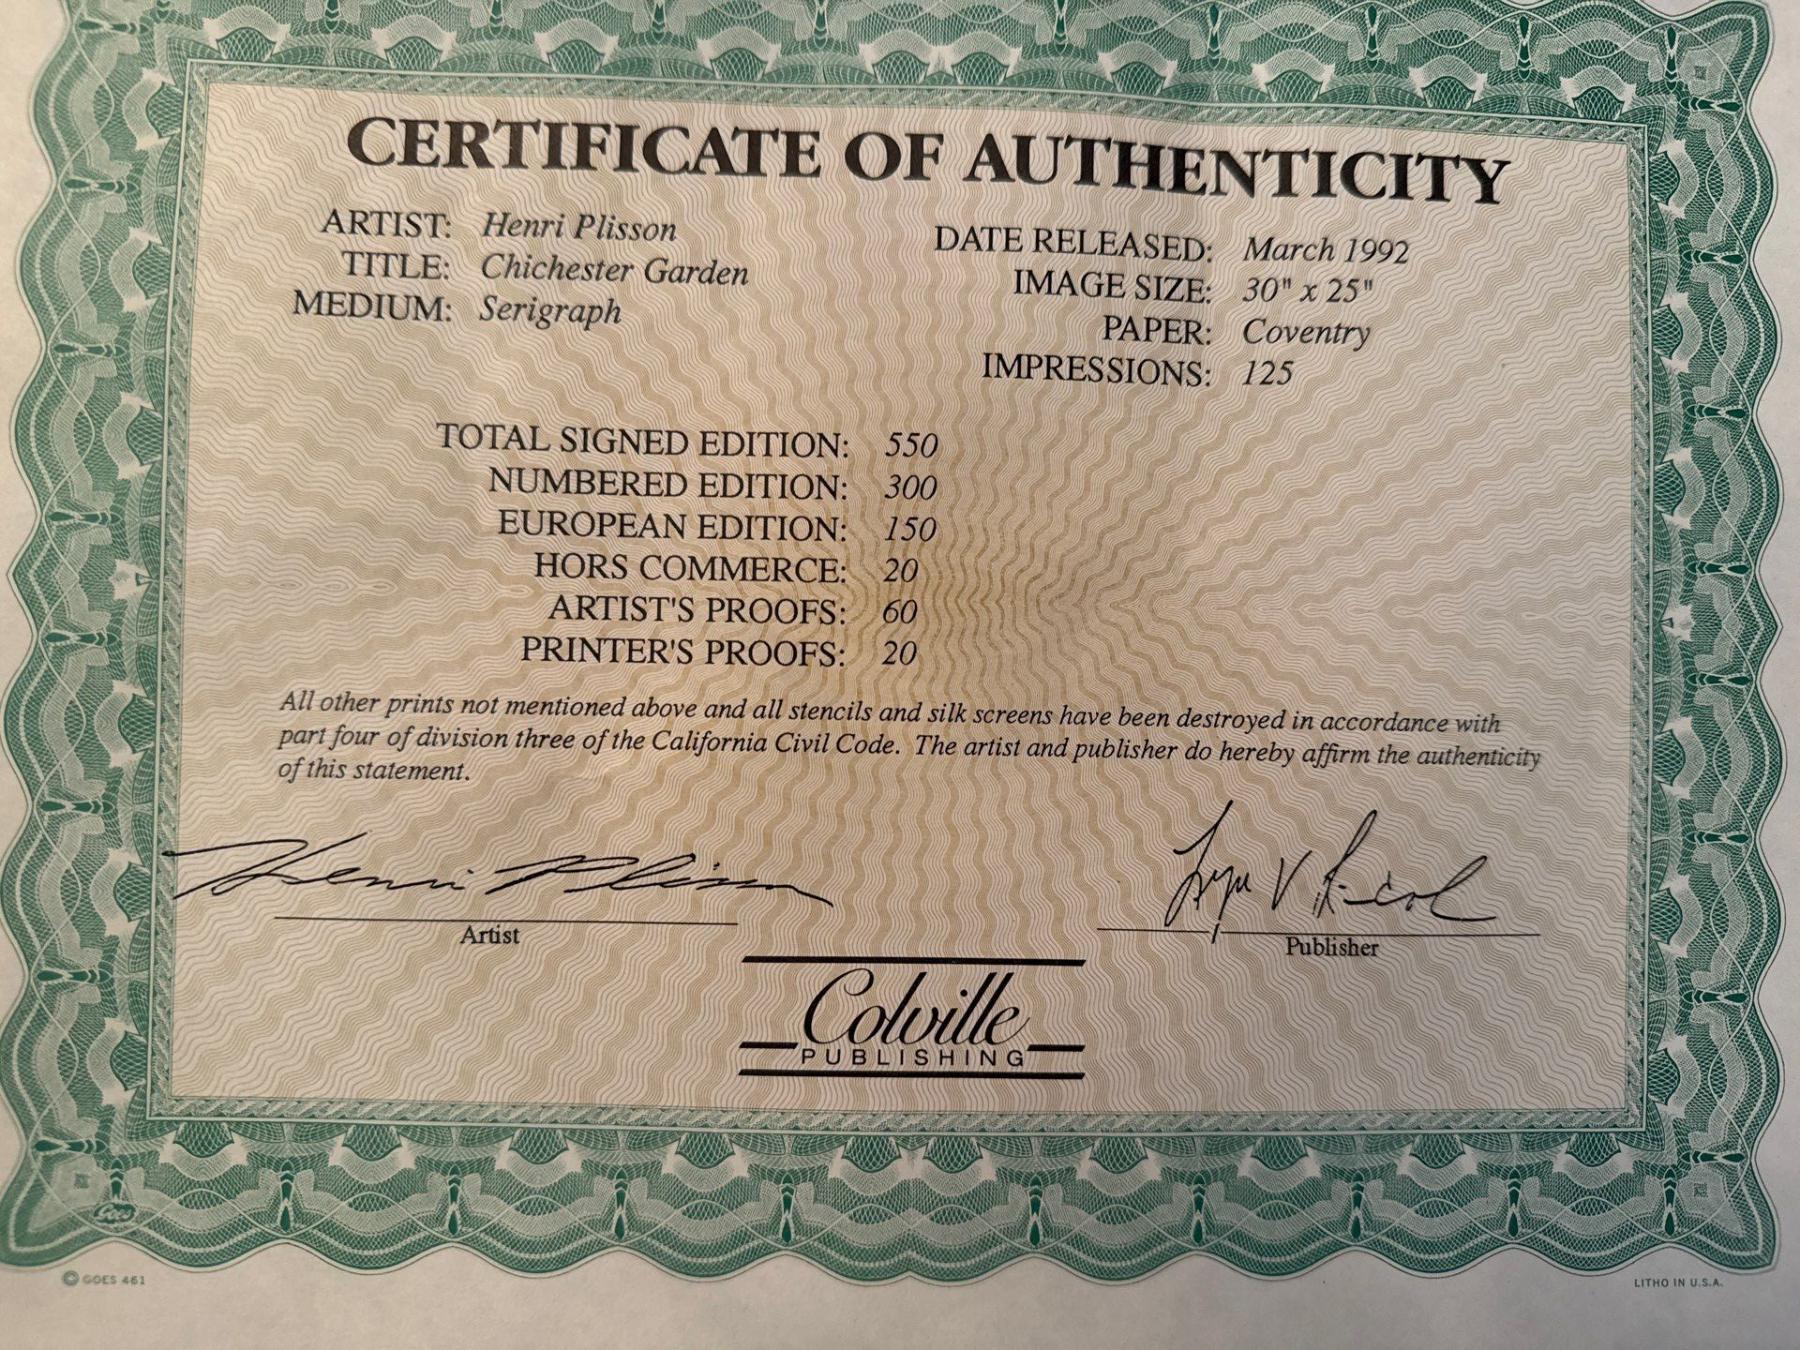 CERTIFICATE OF AUTHENTICITY
ARTIST: Henri Plisson
TITLE: Chichester Garden
MEDIUM: Serigraph
DATE RELEASED: March 1992
IMAGE SIZE: 30" x 25"
PAPER: Coventry
IMPRESSIONS: 125
TOTAL SIGNED EDITION: 550
NUMBERED EDITION: 300
EUROPEAN EDITION: 150
HORS COMMERCE: 20
ARTIST'S PROOFS: 60
PRINTER'S PROOFS: 20
All other prints not mentioned above and all stencils and silk screens have been destroyed in accordance with
part four of division three of the California Civil Code. The artist and publisher do hereby affirm the authenticity
of this statement.
Henri Plisson
Artist
Publisher
Colville
PUBLISHING
Goes
© GOES 461
LITHO IN U.S.A.